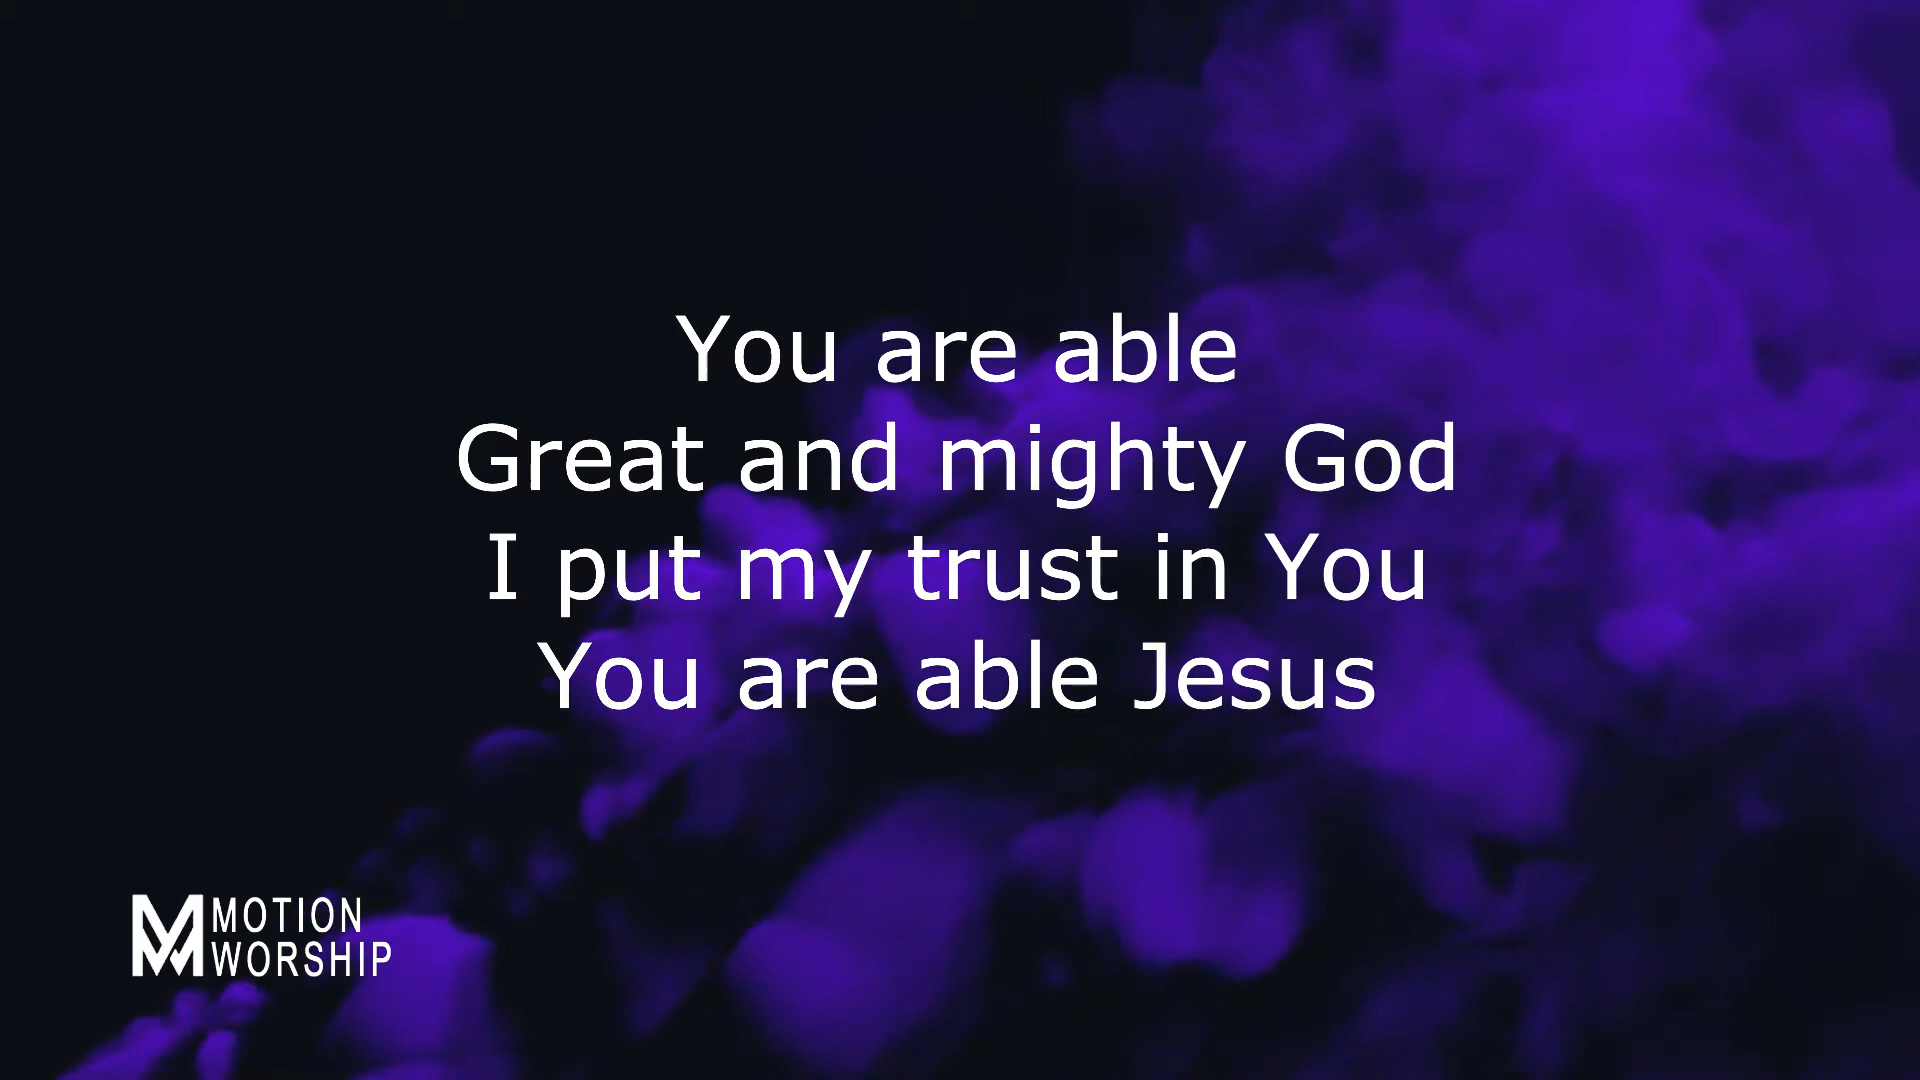 You are able
Great and mighty God
I put my trust in You
You are able Jesus
MOTION
WORSHIP